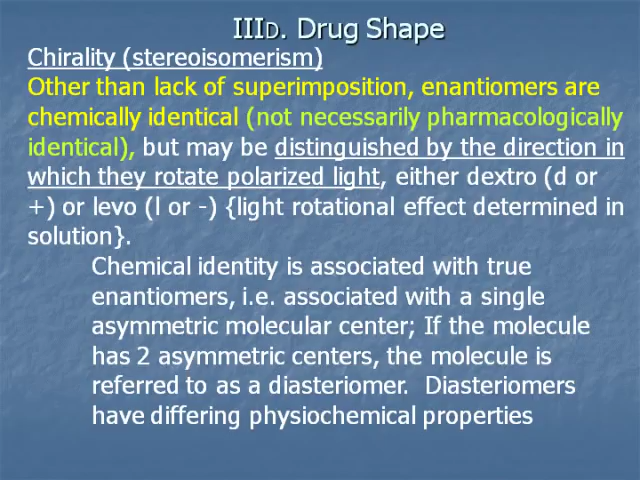 IIID. Drug Shape
Chirality (stereoisomerism)
Other than lack of superimposition, enantiomers are
chemically identical (not necessarily pharmacologically
identical), but may be distinguished by the direction in
which they rotate polarized light, either dextro (d or
+) or levo (l or -) {light rotational effect determined in
solution}.
Chemical identity is associated with true
enantiomers, i.e. associated with a single
asymmetric molecular center; If the molecule
has 2 asymmetric centers, the molecule is
referred to as a diasteriomer. Diasteriomers
have differing physiochemical properties